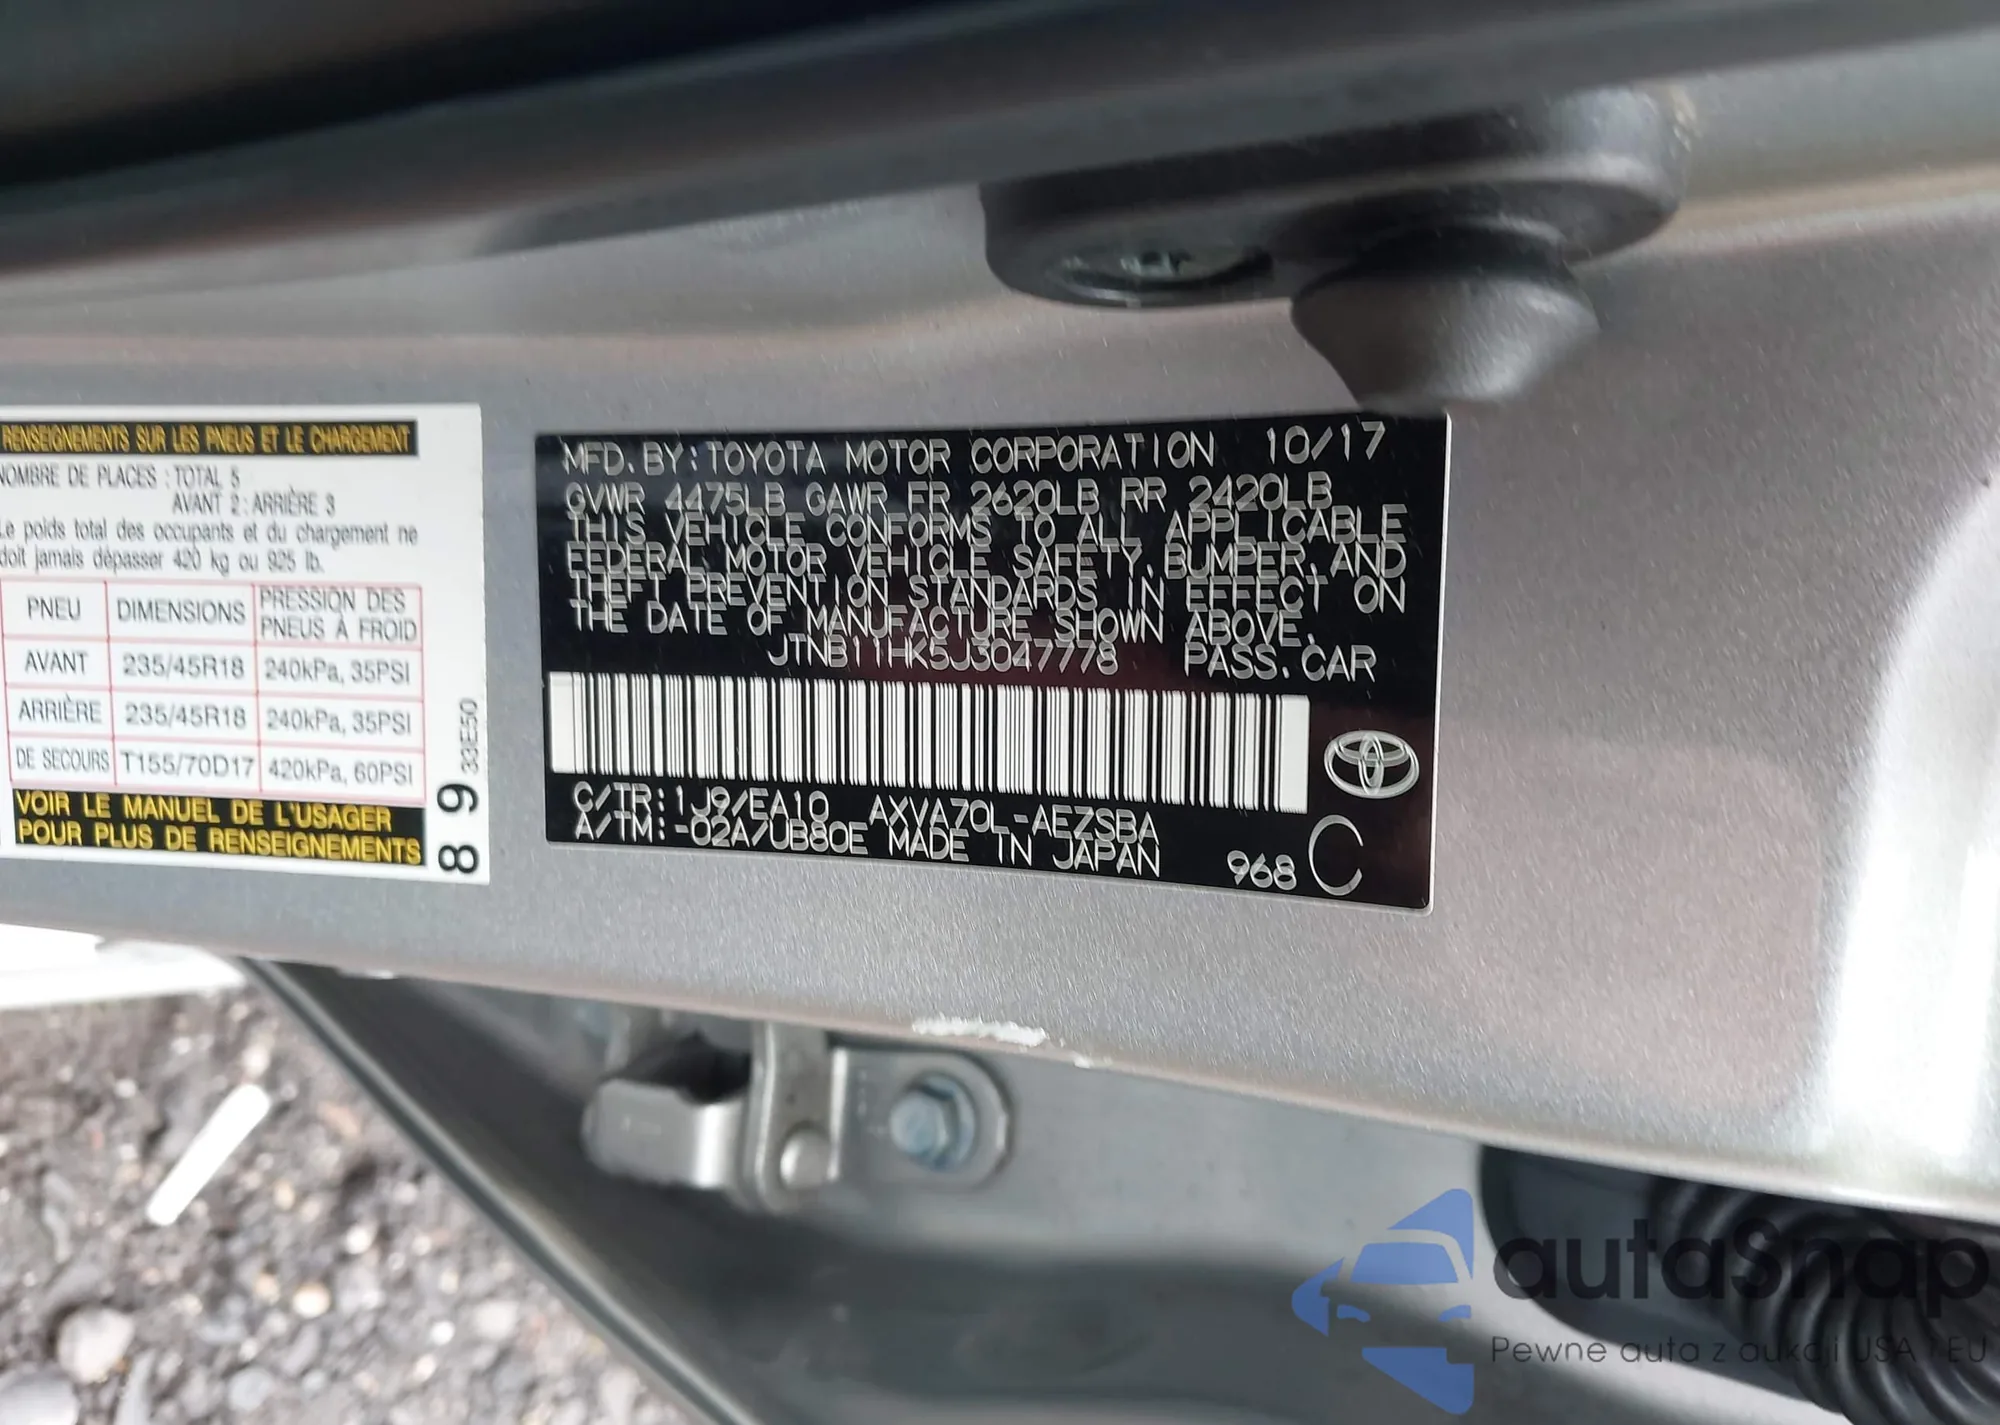 RENSEIGNEMENTS SUR LES PNEUS ET LE CHARGEMENT
NOMBRE DE PLACES : TOTAL 5
AVANT 2 : ARRIÈRE 3
Le poids total des occupants et du chargement ne
doit jamais dépasser 420 kg ou 925 lb.
PNEU DIMENSIONS PRESSION DES PNEUS À FROID
AVANT 235/45R18 240kPa, 35PSI
ARRIÈRE 235/45R18 240kPa, 35PSI
DE SECOURS T155/70D17 420kPa, 60PSI
VOIR LE MANUEL DE L'USAGER
POUR PLUS DE RENSEIGNEMENTS
89 33E50
MFD. BY: TOYOTA MOTOR CORPORATION 10/17
GVWR 4475LB GAWR FR 2620LB RR 2420LB
THIS VEHICLE CONFORMS TO ALL APPLICABLE
FEDERAL MOTOR VEHICLE SAFETY, BUMPER, AND
THEFT PREVENTION STANDARDS IN EFFECT ON
THE DATE OF MANUFACTURE SHOWN ABOVE.
JTNB11HK5J3047778 PASS. CAR
C/TR: 1J9/EA10 AXVA70L-AEZSBA
A/TM: -02A/UB80E MADE IN JAPAN
968 C
autaSnap
Pewne auta z aukcji USA / EU